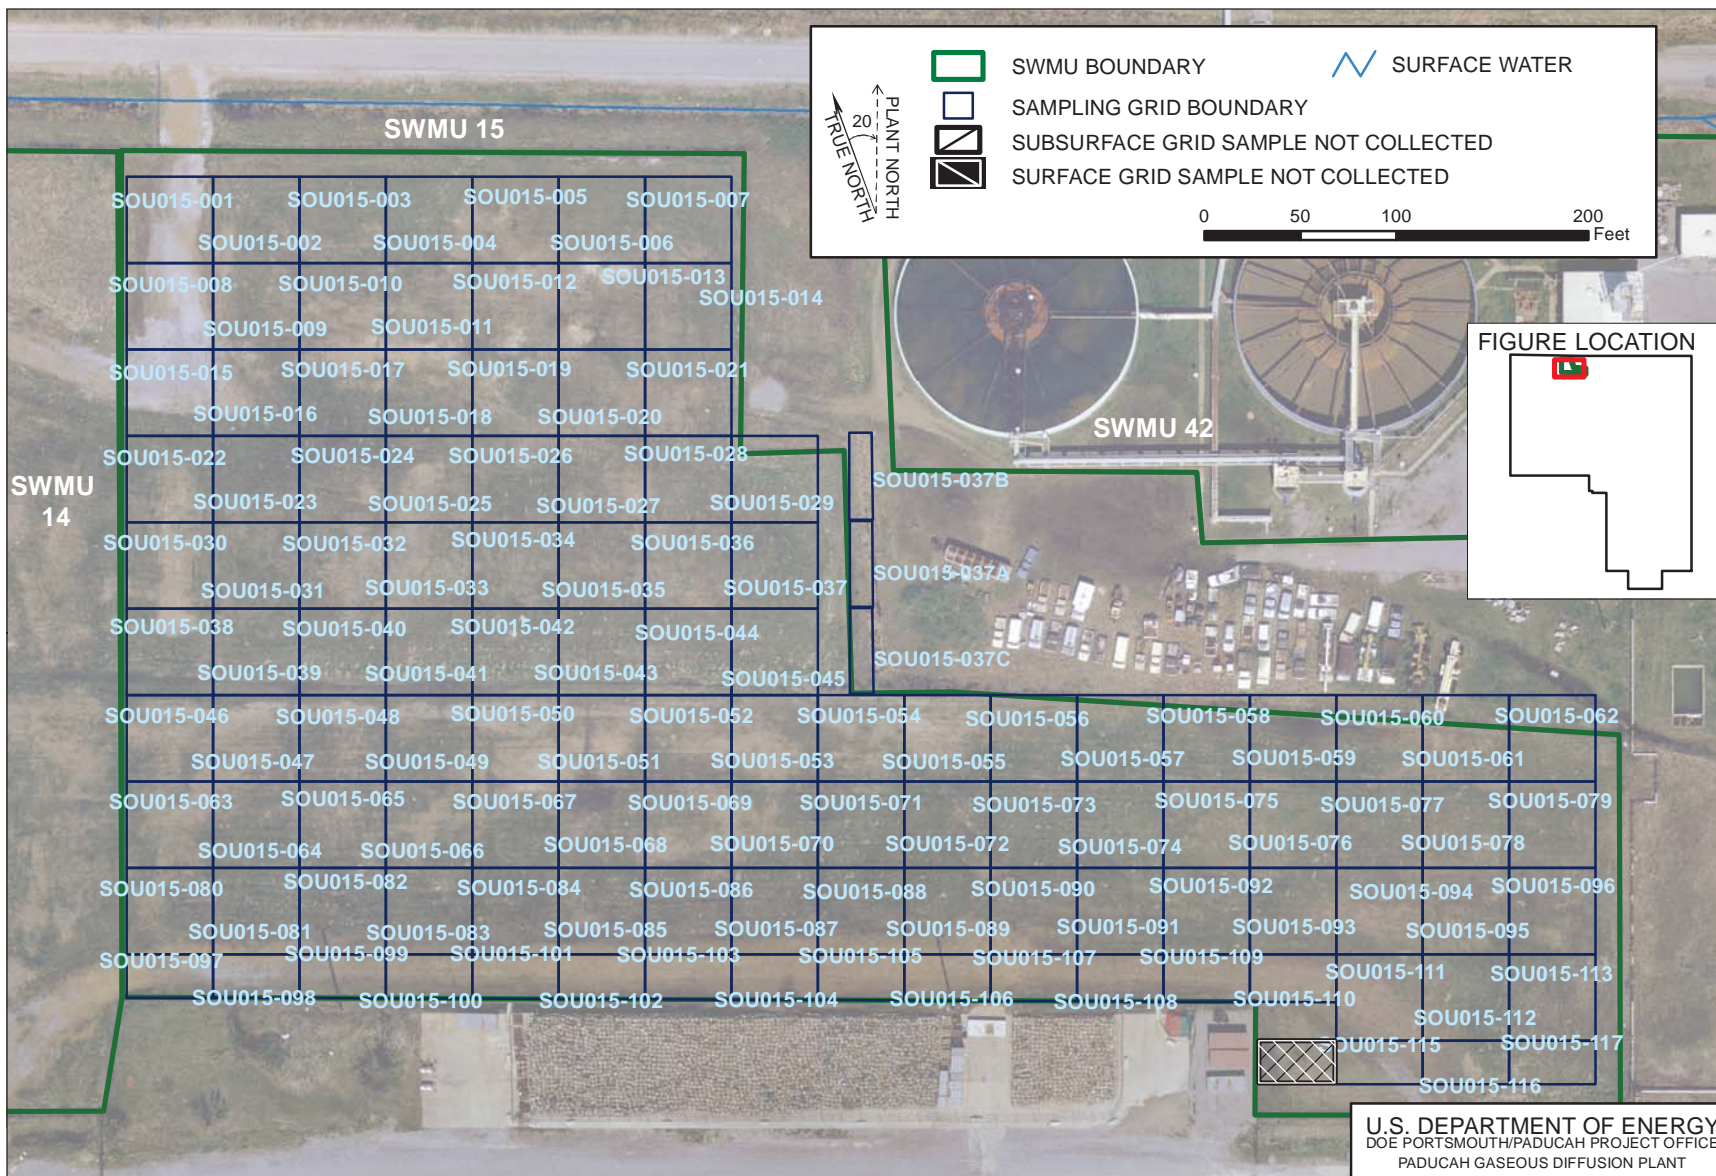 SWMU BOUNDARY
SURFACE WATER
SAMPLING GRID BOUNDARY
SUBSURFACE GRID SAMPLE NOT COLLECTED
SURFACE GRID SAMPLE NOT COLLECTED
TRUE NORTH
20
PLANT NORTH
0 50 100 200
Feet
SWMU 15
SOU015-001
SOU015-003
SOU015-005
SOU015-007
SOU015-002
SOU015-004
SOU015-006
SOU015-008
SOU015-010
SOU015-012
SOU015-013
SOU015-014
SOU015-009
SOU015-011
FIGURE LOCATION
SOU015-015
SOU015-017
SOU015-019
SOU015-021
SOU015-016
SOU015-018
SOU015-020
SWMU 42
SOU015-022
SOU015-024
SOU015-026
SOU015-028
SWMU
14
SOU015-037B
SOU015-023
SOU015-025
SOU015-027
SOU015-029
SOU015-030
SOU015-032
SOU015-034
SOU015-036
SOU015-037A
SOU015-031
SOU015-033
SOU015-035
SOU015-037
SOU015-038
SOU015-040
SOU015-042
SOU015-044
SOU015-037C
SOU015-039
SOU015-041
SOU015-043
SOU015-045
SOU015-046
SOU015-048
SOU015-050
SOU015-052
SOU015-054
SOU015-056
SOU015-058
SOU015-060
SOU015-062
SOU015-047
SOU015-049
SOU015-051
SOU015-053
SOU015-055
SOU015-057
SOU015-059
SOU015-061
SOU015-063
SOU015-065
SOU015-067
SOU015-069
SOU015-071
SOU015-073
SOU015-075
SOU015-077
SOU015-079
SOU015-064
SOU015-066
SOU015-068
SOU015-070
SOU015-072
SOU015-074
SOU015-076
SOU015-078
SOU015-080
SOU015-082
SOU015-084
SOU015-086
SOU015-088
SOU015-090
SOU015-092
SOU015-094
SOU015-096
SOU015-081
SOU015-083
SOU015-085
SOU015-087
SOU015-089
SOU015-091
SOU015-093
SOU015-095
SOU015-097
SOU015-099
SOU015-101
SOU015-103
SOU015-105
SOU015-107
SOU015-109
SOU015-111
SOU015-113
SOU015-098
SOU015-100
SOU015-102
SOU015-104
SOU015-106
SOU015-108
SOU015-110
SOU015-112
OU015-115
SOU015-117
SOU015-116
U.S. DEPARTMENT OF ENERGY
DOE PORTSMOUTH/PADUCAH PROJECT OFFICE
PADUCAH GASEOUS DIFFUSION PLANT